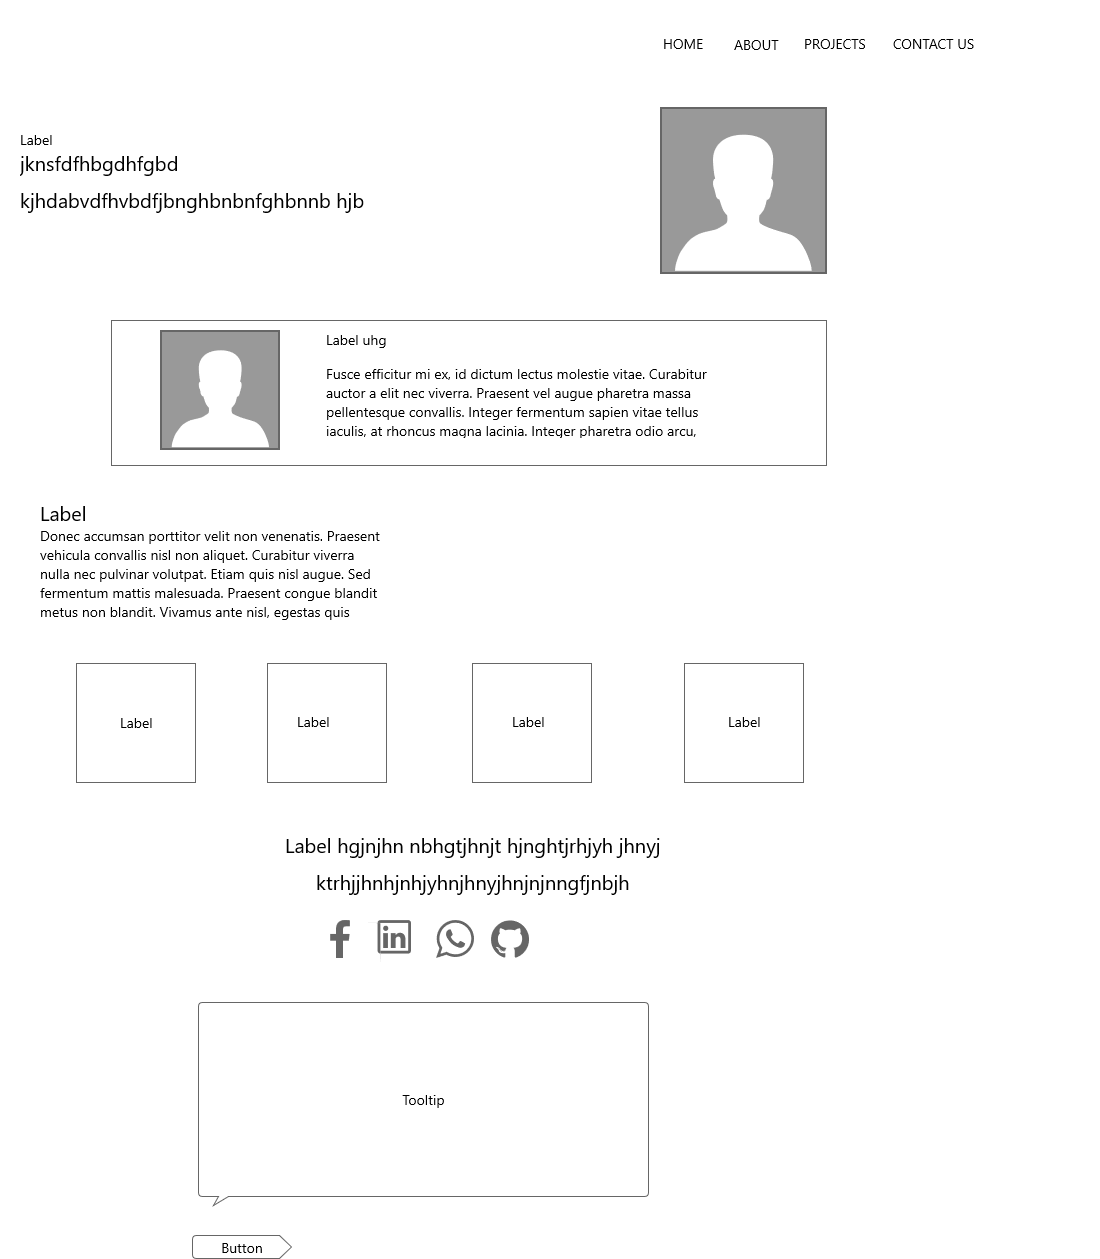 HOME ABOUT PROJECTS CONTACT US
Label
jknsfdfhbgdhfgbd
kjhdabvdfhvbdfjbnghbnbnfghbnnb hjb
Label uhg
Fusce efficitur mi ex, id dictum lectus molestie vitae. Curabitur
auctor a elit nec viverra. Praesent vel augue pharetra massa
pellentesque convallis. Integer fermentum sapien vitae tellus
iaculis, at rhoncus magna lacinia. Integer pharetra odio arcu,
Label
Donec accumsan porttitor velit non venenatis. Praesent
vehicula convallis nisl non aliquet. Curabitur viverra
nulla nec pulvinar volutpat. Etiam quis nisl augue. Sed
fermentum mattis malesuada. Praesent congue blandit
metus non blandit. Vivamus ante nisl, egestas quis
Label Label Label Label
Label hgjnjhn nbhgtjhnjt hjnghtjrhjyh jhnyj
ktrhjjhnhjnhjyhnjhnyjhnjnjnngfjnbjh
in
Tooltip
Button